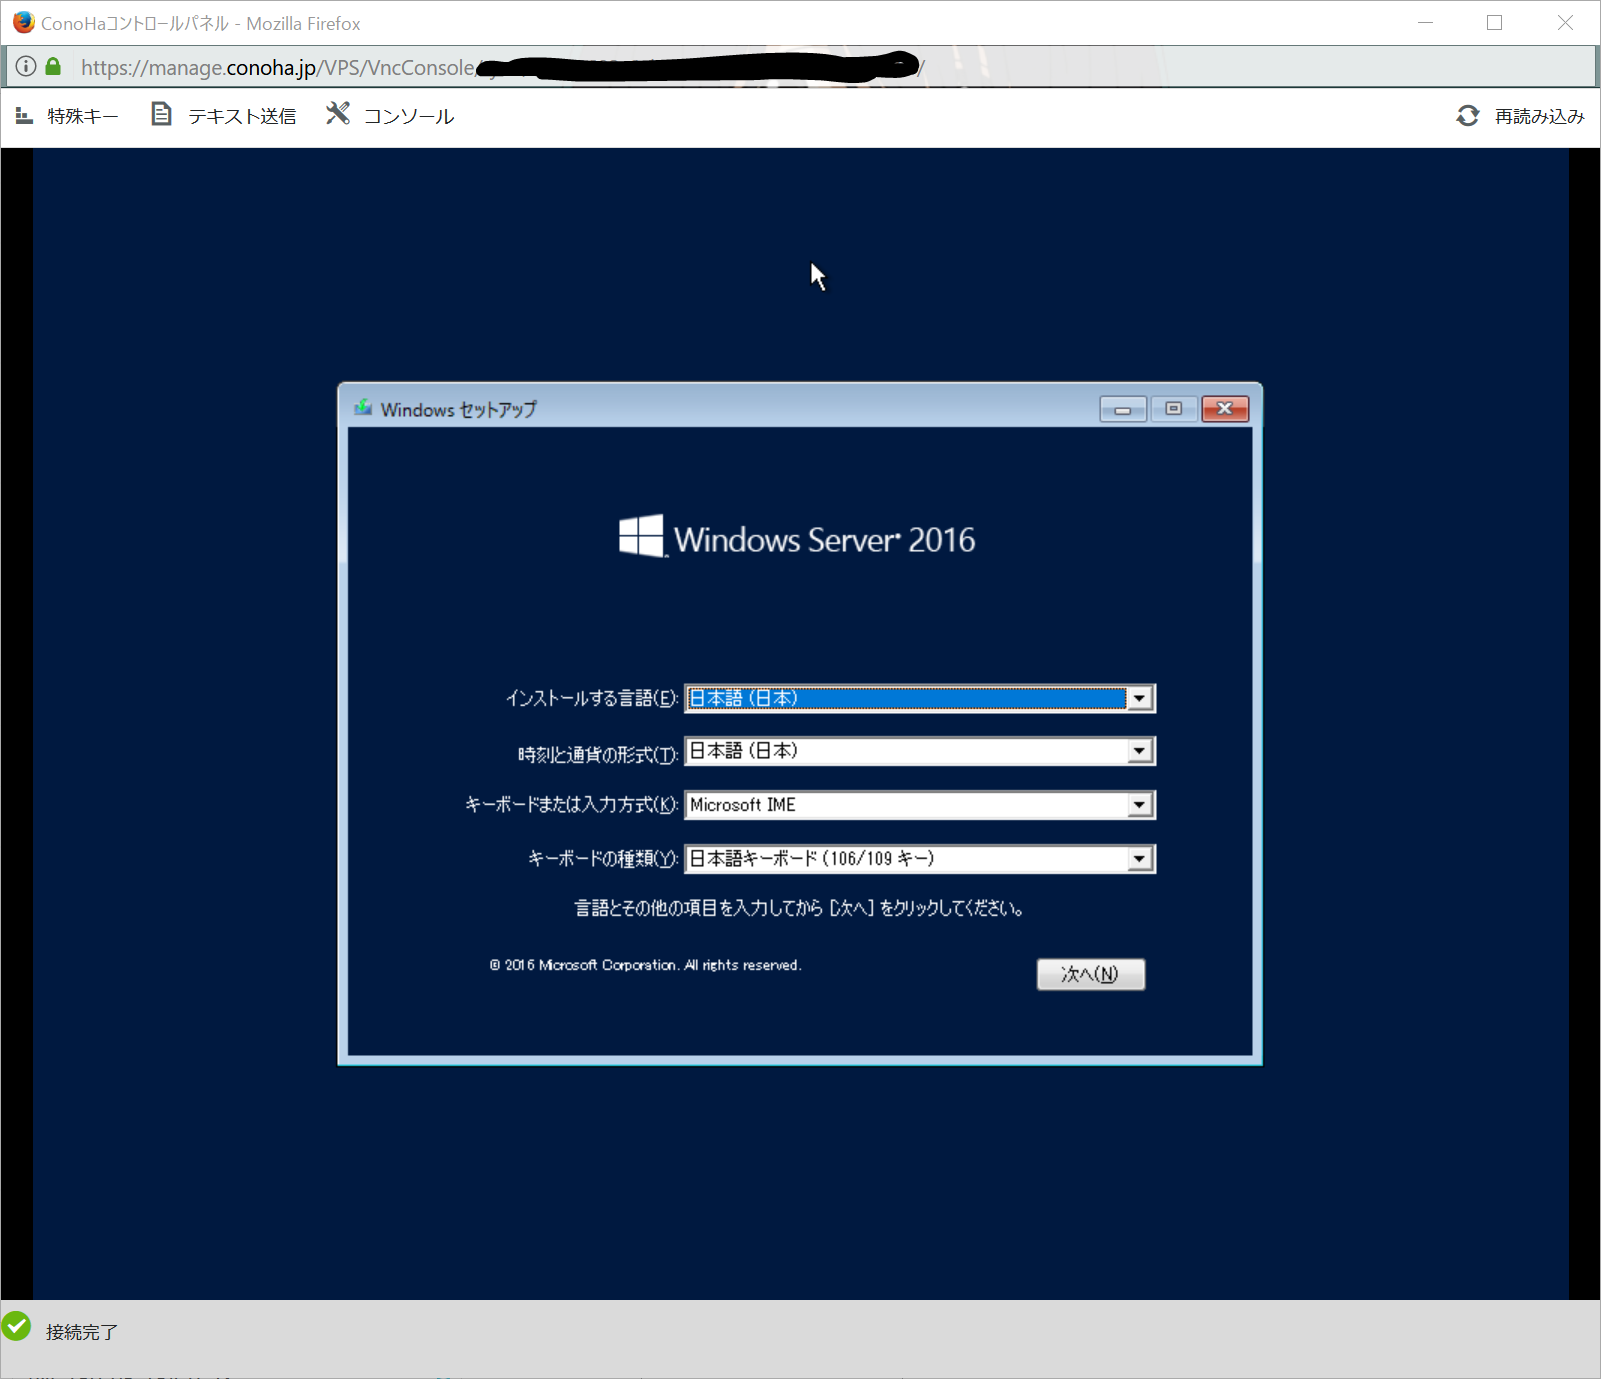 ConoHaコントロールパネル - Mozilla Firefox
https://manage.conoha.jp/VPS/VncConsole/
特殊キー テキスト送信 コンソール 再読み込み
Windows セットアップ
Windows Server 2016
インストールする言語(E): 日本語 (日本)
時刻と通貨の形式(T): 日本語 (日本)
キーボードまたは入力方式(K): Microsoft IME
キーボードの種類(Y): 日本語キーボード (106/109 キー)
言語とその他の項目を入力してから [次へ] をクリックしてください。
© 2016 Microsoft Corporation. All rights reserved.
次へ(N)
接続完了